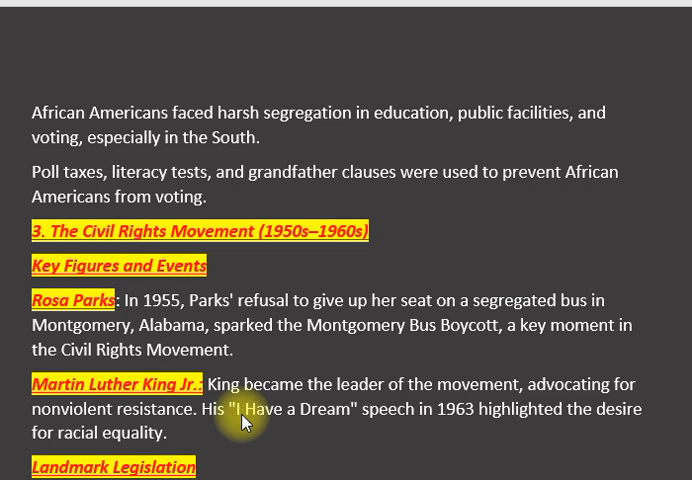 African Americans faced harsh segregation in education, public facilities, and
voting, especially in the South.
Poll taxes, literacy tests, and grandfather clauses were used to prevent African
Americans from voting.
3. The Civil Rights Movement (1950s–1960s)
Key Figures and Events
Rosa Parks: In 1955, Parks' refusal to give up her seat on a segregated bus in
Montgomery, Alabama, sparked the Montgomery Bus Boycott, a key moment in
the Civil Rights Movement.
Martin Luther King Jr.: King became the leader of the movement, advocating for
nonviolent resistance. His "I Have a Dream" speech in 1963 highlighted the desire
for racial equality.
Landmark Legislation